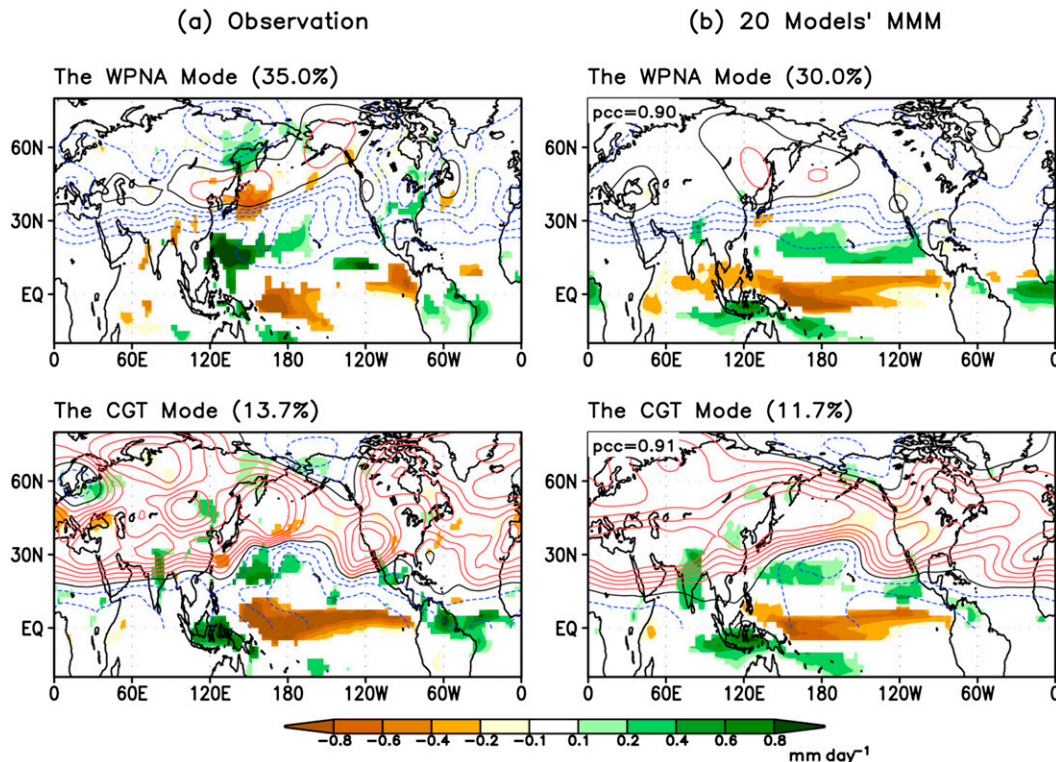 (a) Observation
(b) 20 Models' MMM
The WPNA Mode (35.0%)
The WPNA Mode (30.0%)
pcc=0.90
60N
60N
30N
30N
EQ
EQ
0 60E 120E 180 120W 60W 0
0 60E 120E 180 120W 60W 0
The CGT Mode (13.7%)
The CGT Mode (11.7%)
pcc=0.91
60N
60N
30N
30N
EQ
EQ
0 60E 120E 180 120W 60W 0
0 60E 120E 180 120W 60W 0
-0.8 -0.6 -0.4 -0.2 -0.1 0.1 0.2 0.4 0.6 0.8
mm day⁻¹